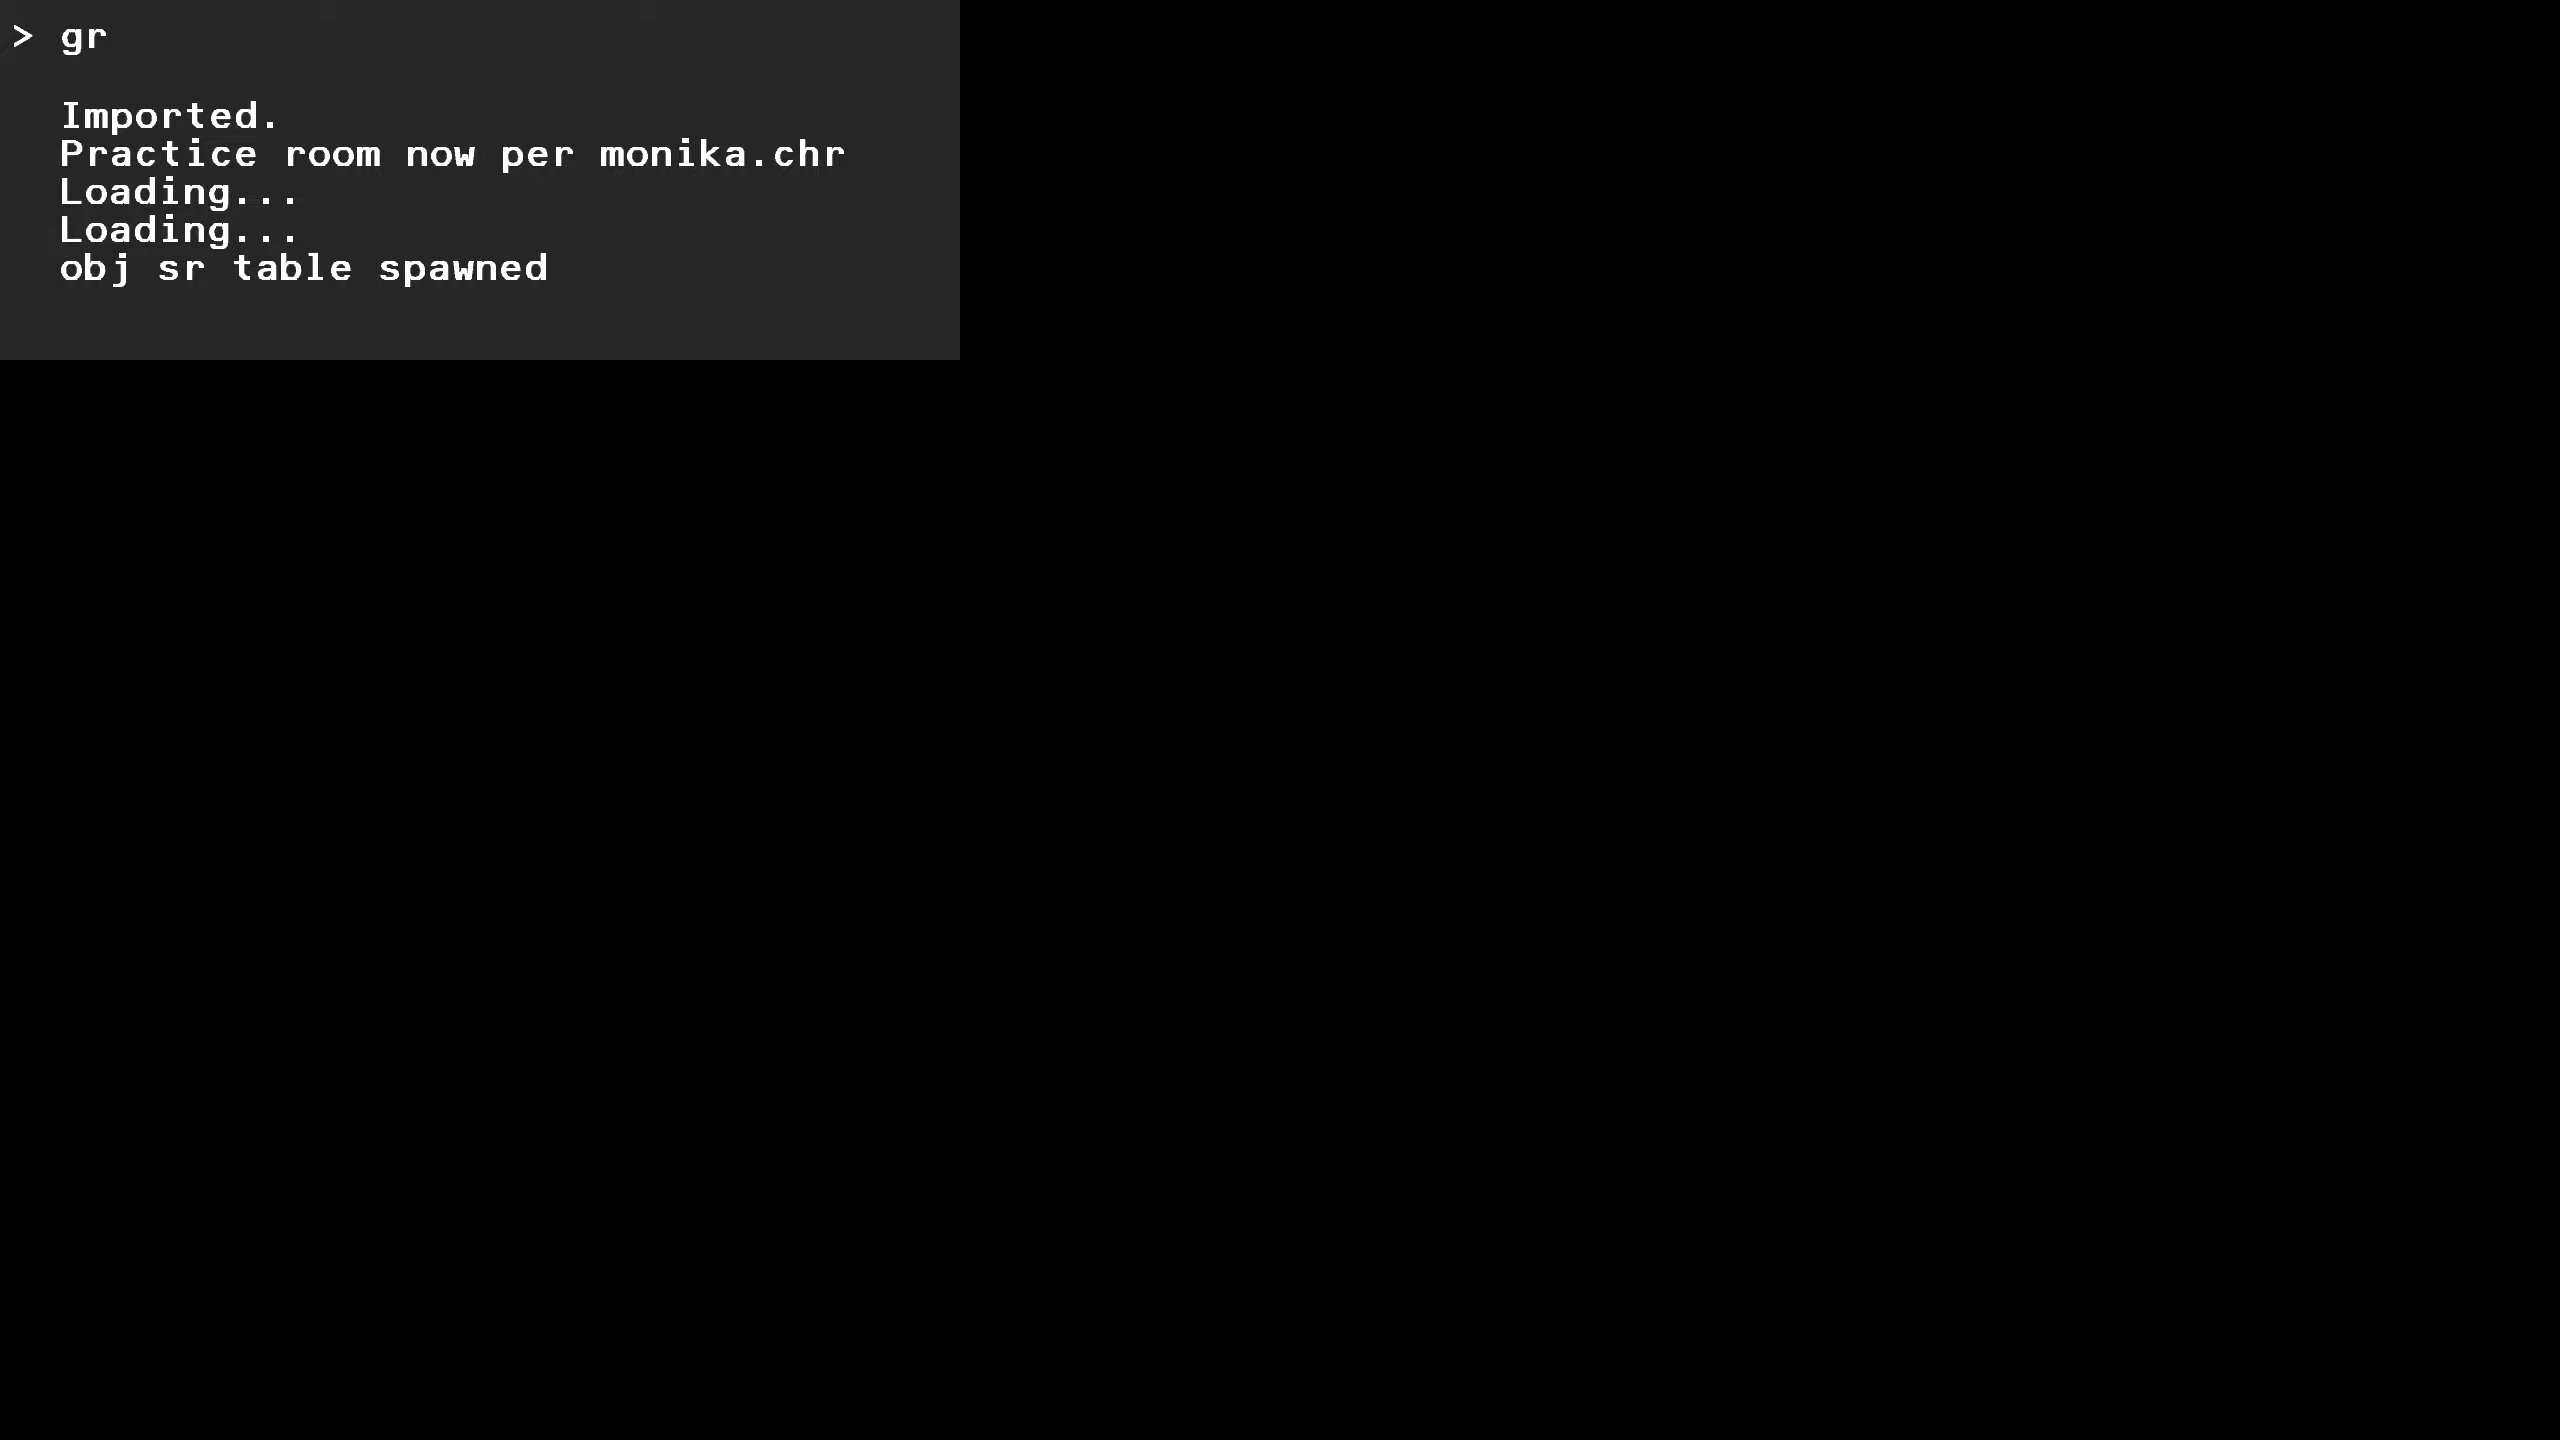 > gr
Imported.
Practice room now per monika.chr
Loading...
Loading...
obj sr table spawned